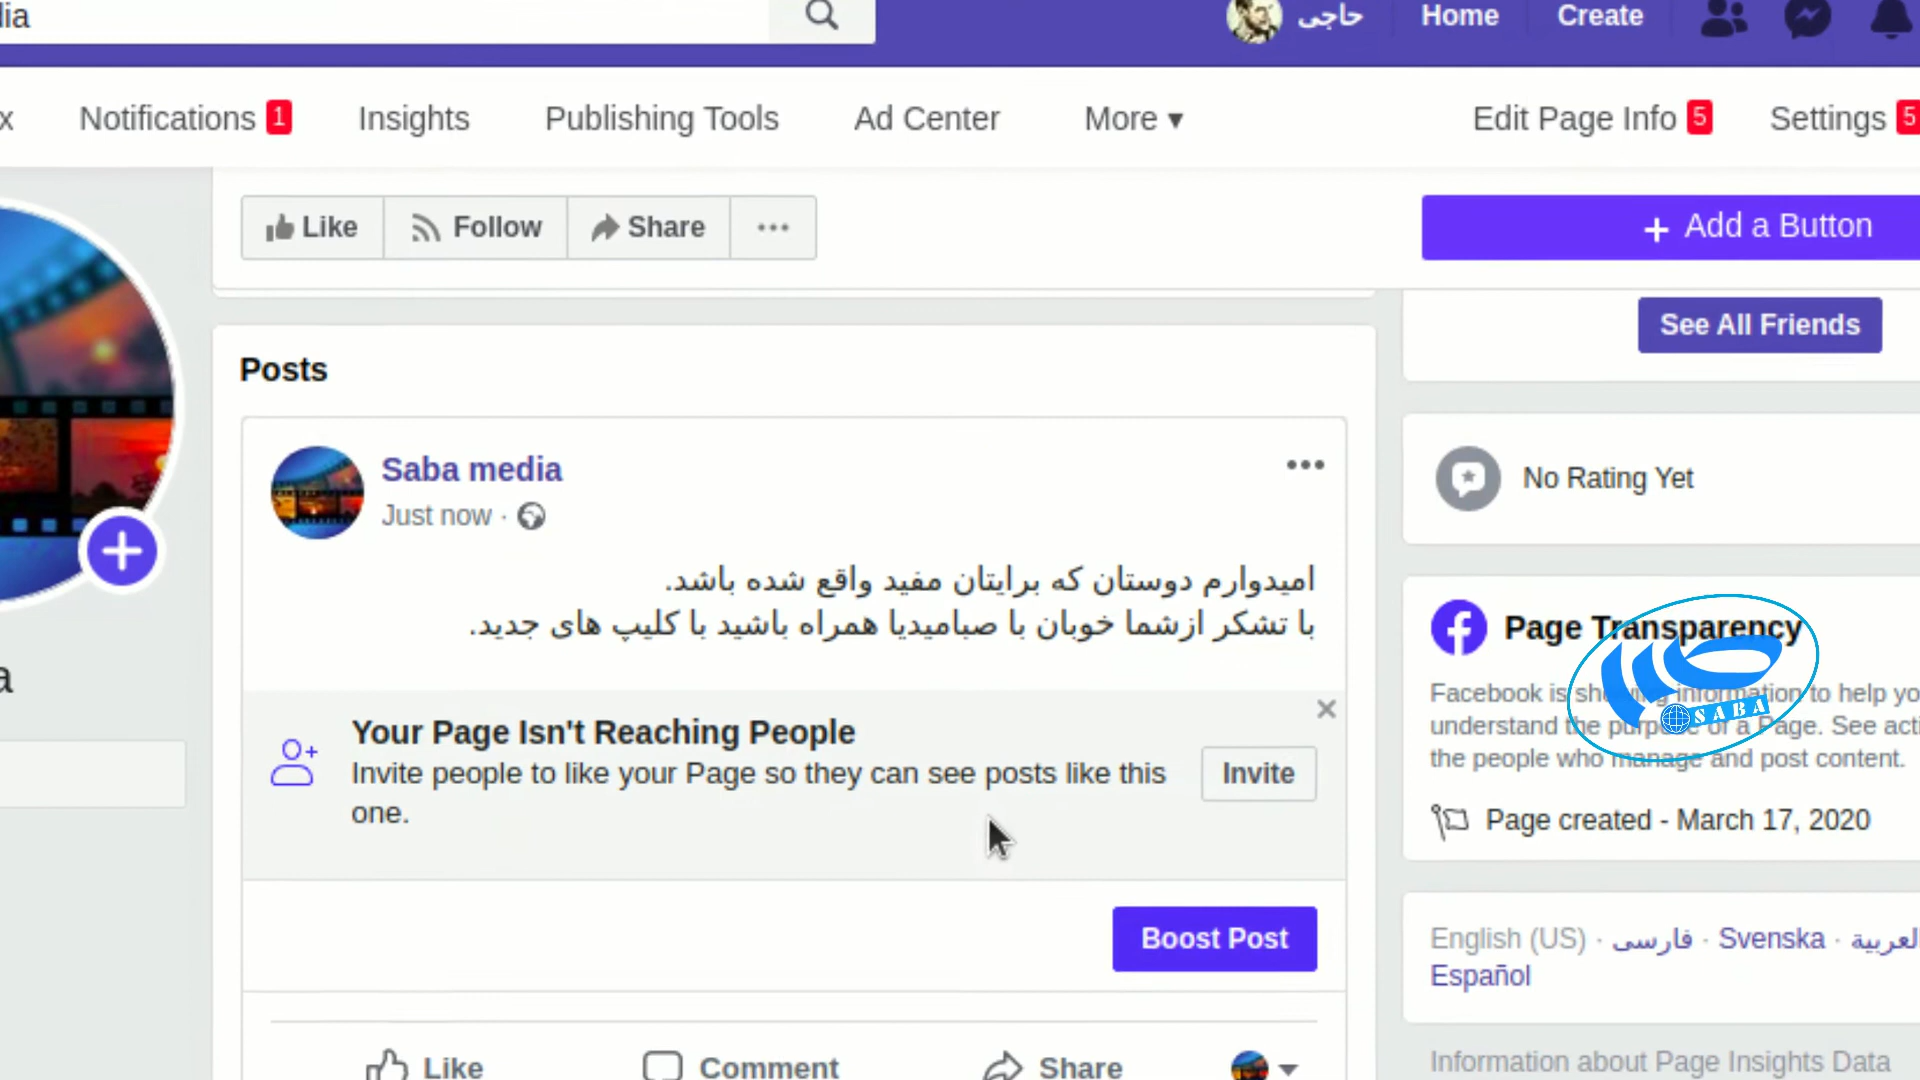 dia
حاجی
Home
Create
x
Notifications 1
Insights
Publishing Tools
Ad Center
More ▾
Edit Page Info 5
Settings 5
Like
Follow
Share
...
+ Add a Button
See All Friends
Posts
Saba media
Just now ·
امیدوارم دوستان که برایتان مفید واقع شده باشد.
با تشکر ازشما خوبان با صبامیدیا همراه باشید با کلیپ های جدید.
Your Page Isn't Reaching People
Invite people to like your Page so they can see posts like this
one.
Invite
Boost Post
Like
Comment
Share
a
No Rating Yet
Page Transparency
Facebook is showing information to help yo
understand the purpose of a Page. See acti
the people who manage and post content.
SABA
Page created - March 17, 2020
English (US) · فارسی · Svenska · العربية
Español
Information about Page Insights Data